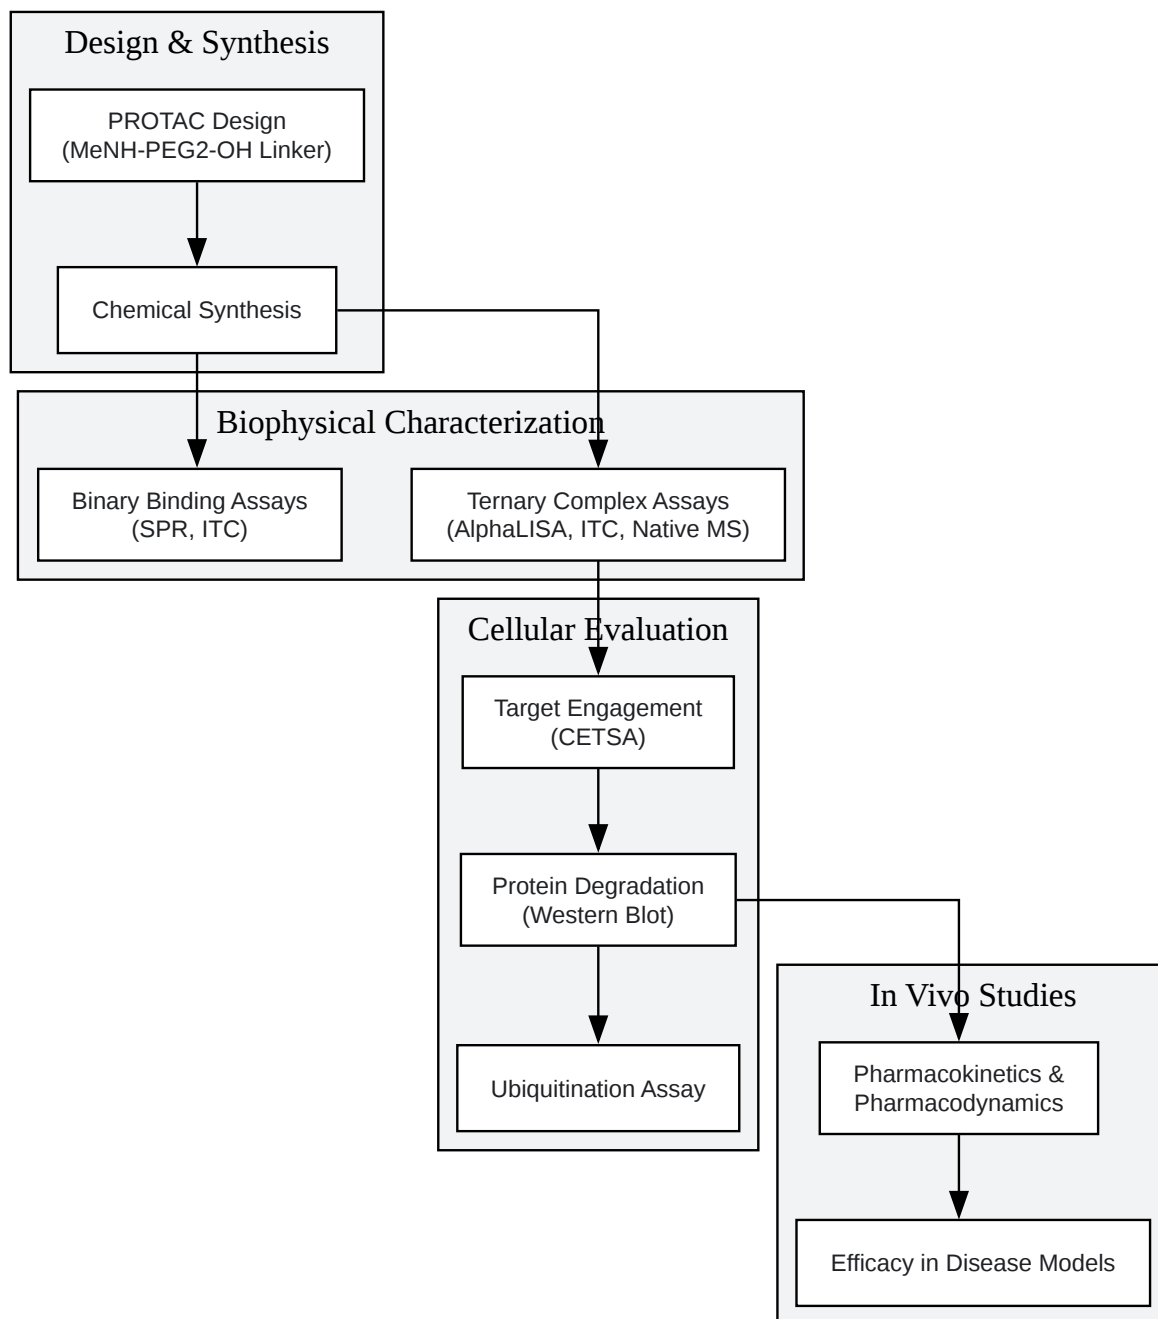 Design & Synthesis
PROTAC Design
(MeNH-PEG2-OH Linker)
Chemical Synthesis
Biophysical Characterization
Binary Binding Assays
(SPR, ITC)
Ternary Complex Assays
(AlphaLISA, ITC, Native MS)
Cellular Evaluation
Target Engagement
(CETSA)
Protein Degradation
(Western Blot)
Ubiquitination Assay
In Vivo Studies
Pharmacokinetics &
Pharmacodynamics
Efficacy in Disease Models